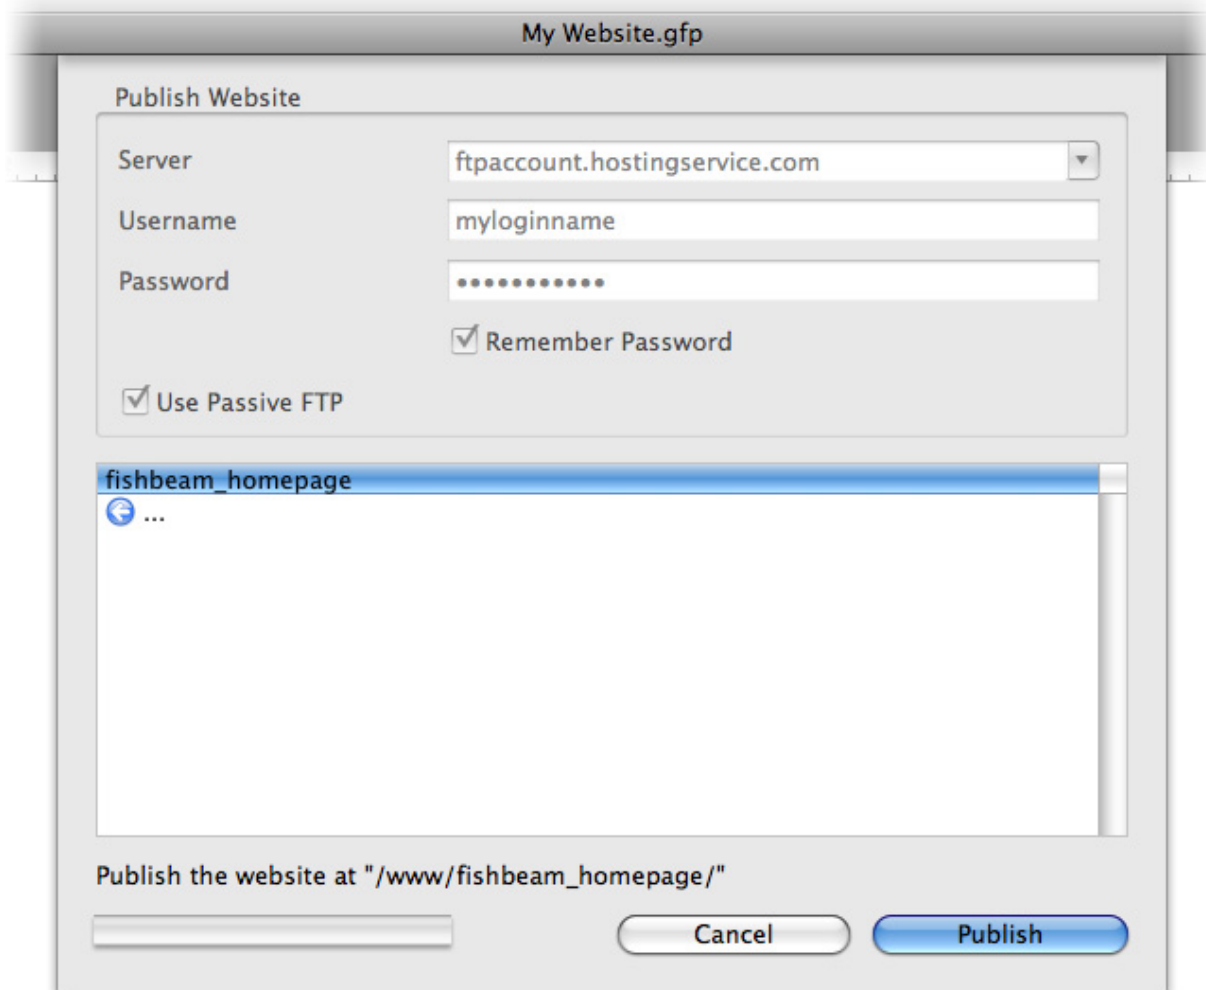 My Website.gfp
Publish Website
Server
ftpaccount.hostingservice.com
Username
myloginname
Password
•••••••••••
Remember Password
Use Passive FTP
fishbeam_homepage
...
Publish the website at "/www/fishbeam_homepage/"
Cancel
Publish